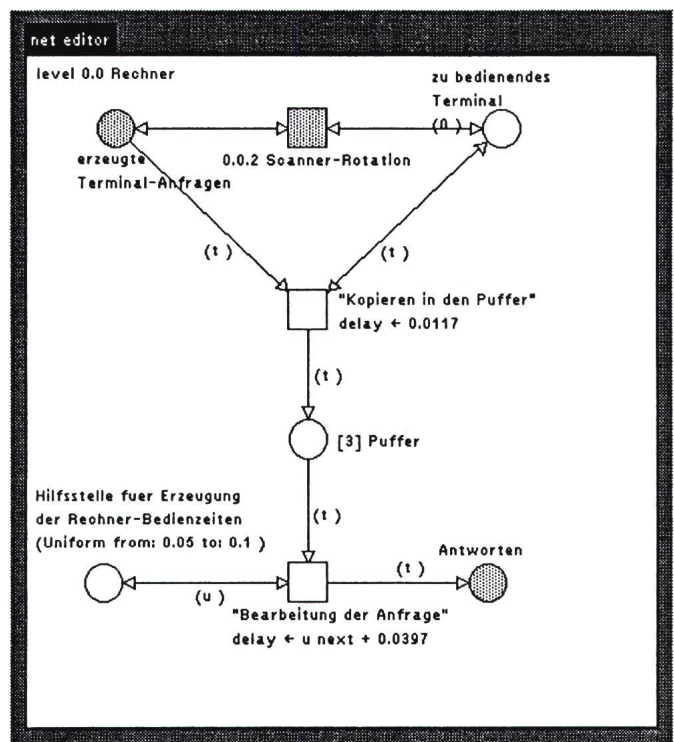 net editor
level 0.0 Rechner
zu bedienendes
Terminal
(0 )
erzeugte
Terminal-Anfragen
0.0.2 Scanner-Rotation
(t )
(t )
"Kopieren in den Puffer"
delay ← 0.0117
(t )
[3] Puffer
Hilfsstelle fuer Erzeugung
der Rechner-Bedienzeiten
(Uniform from: 0.05 to: 0.1 )
(t )
Antworten
(t )
(u )
"Bearbeitung der Anfrage"
delay ← u next + 0.0397